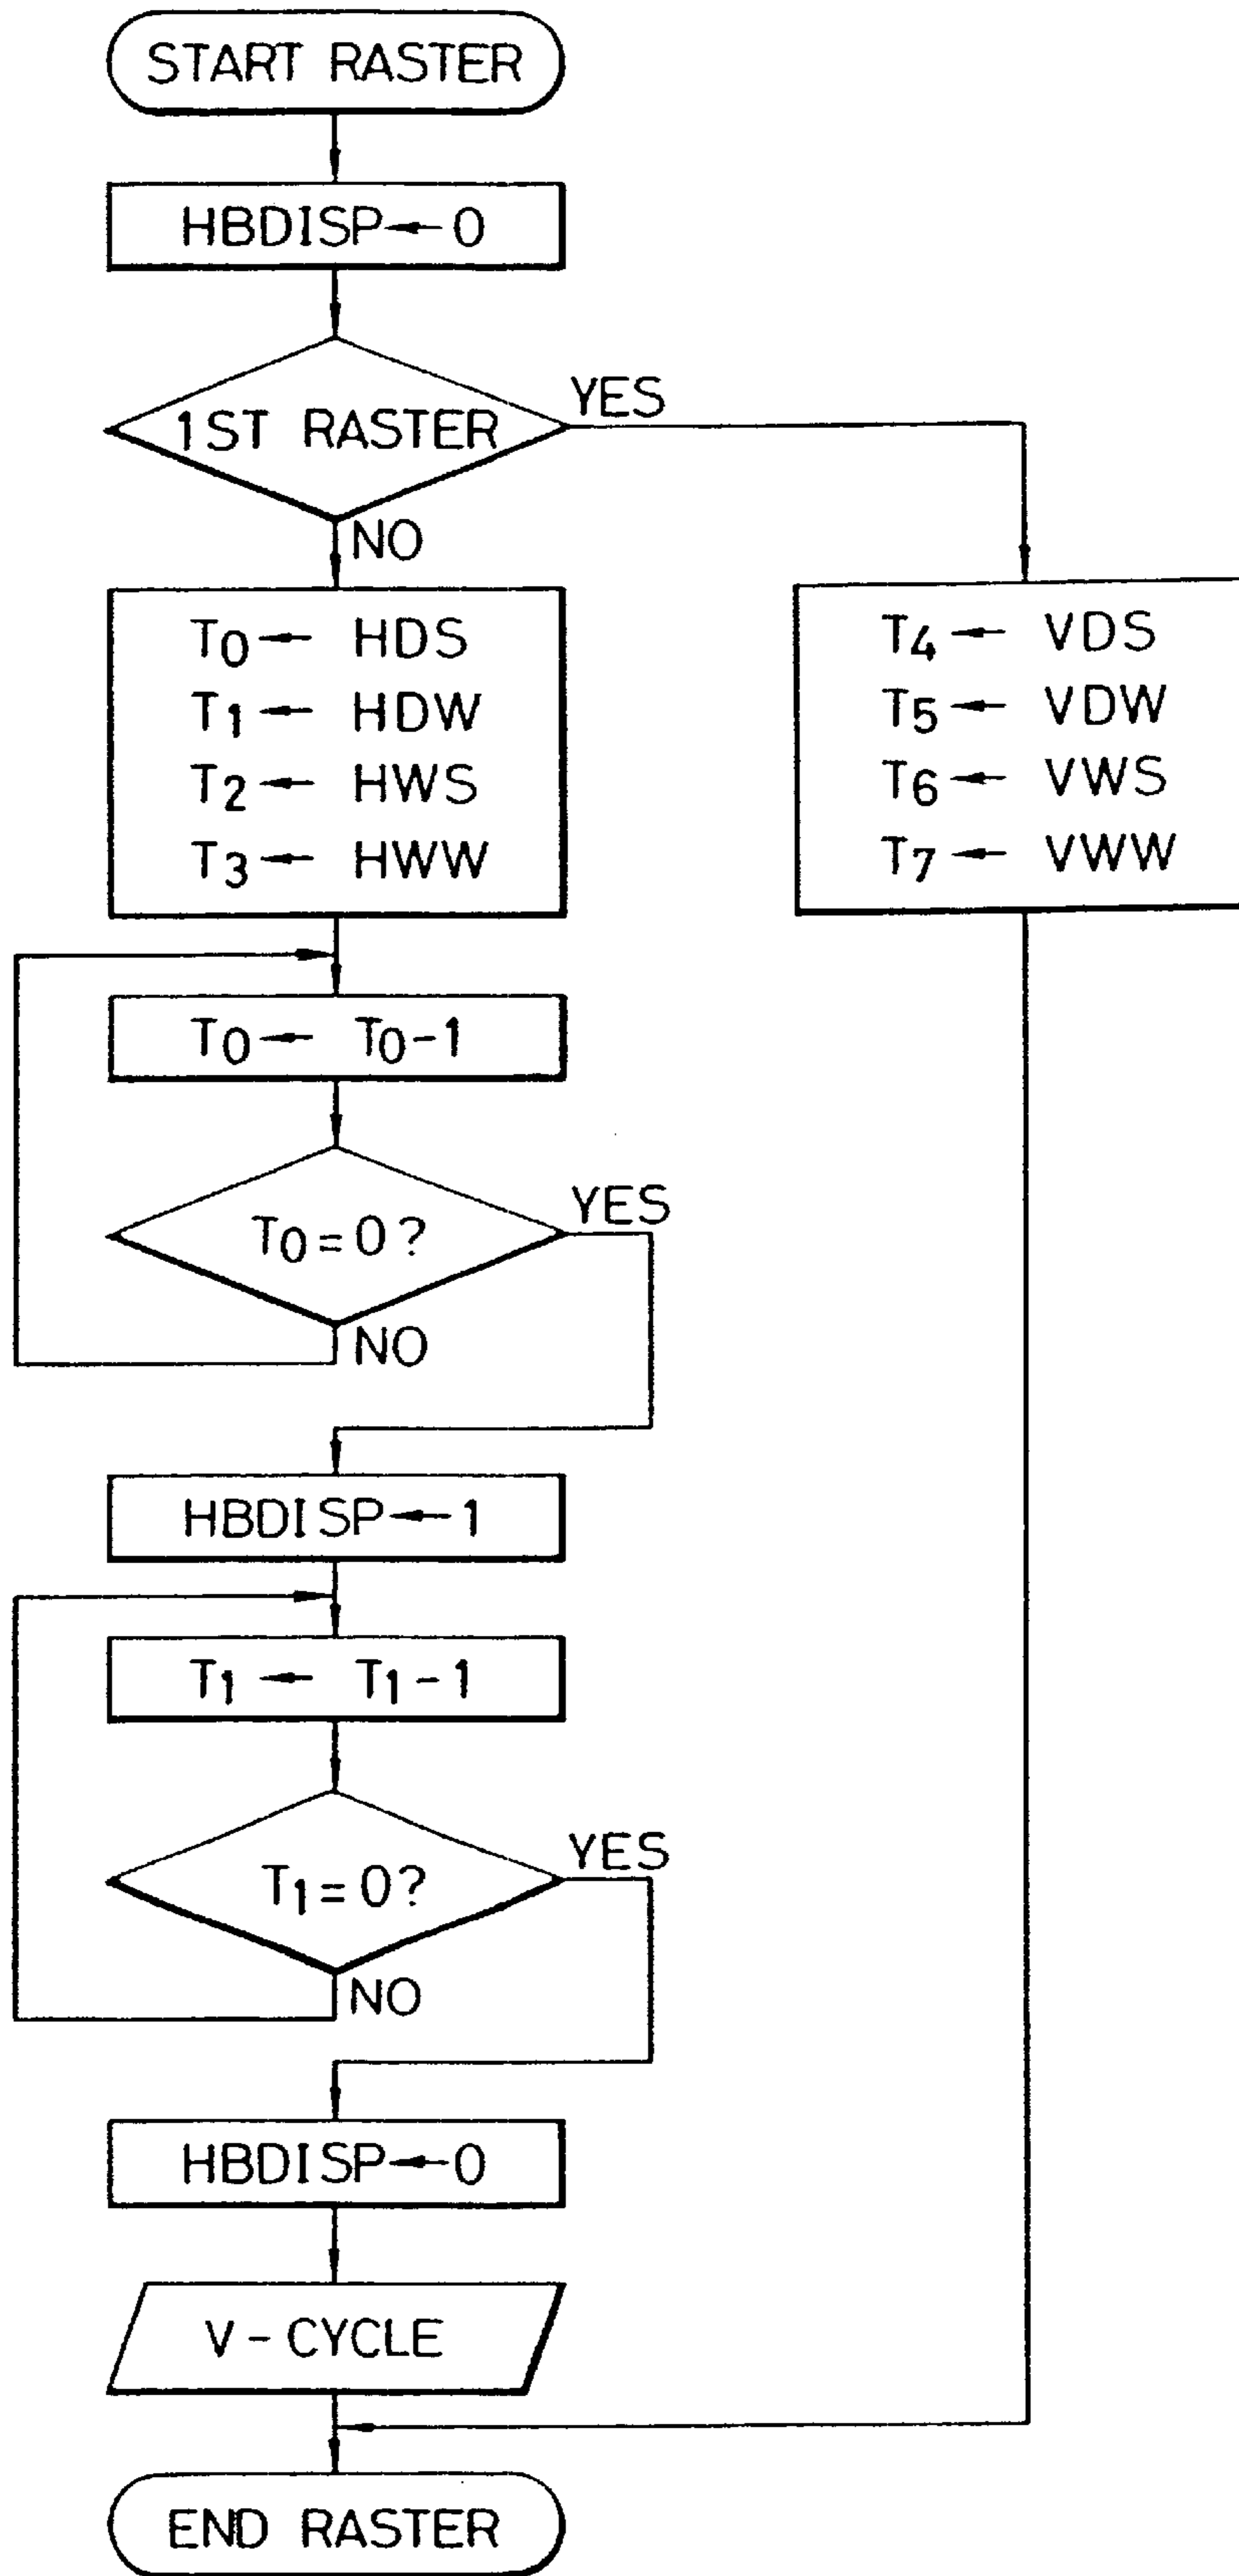 START RASTER
HBDISP←0
1ST RASTER
YES
NO
T0← HDS
T1← HDW
T2← HWS
T3← HWW
T4← VDS
T5← VDW
T6← VWS
T7← VWW
T0← T0-1
T0=0?
YES
NO
HBDISP←1
T1← T1-1
T1=0?
YES
NO
HBDISP←0
V-CYCLE
END RASTER